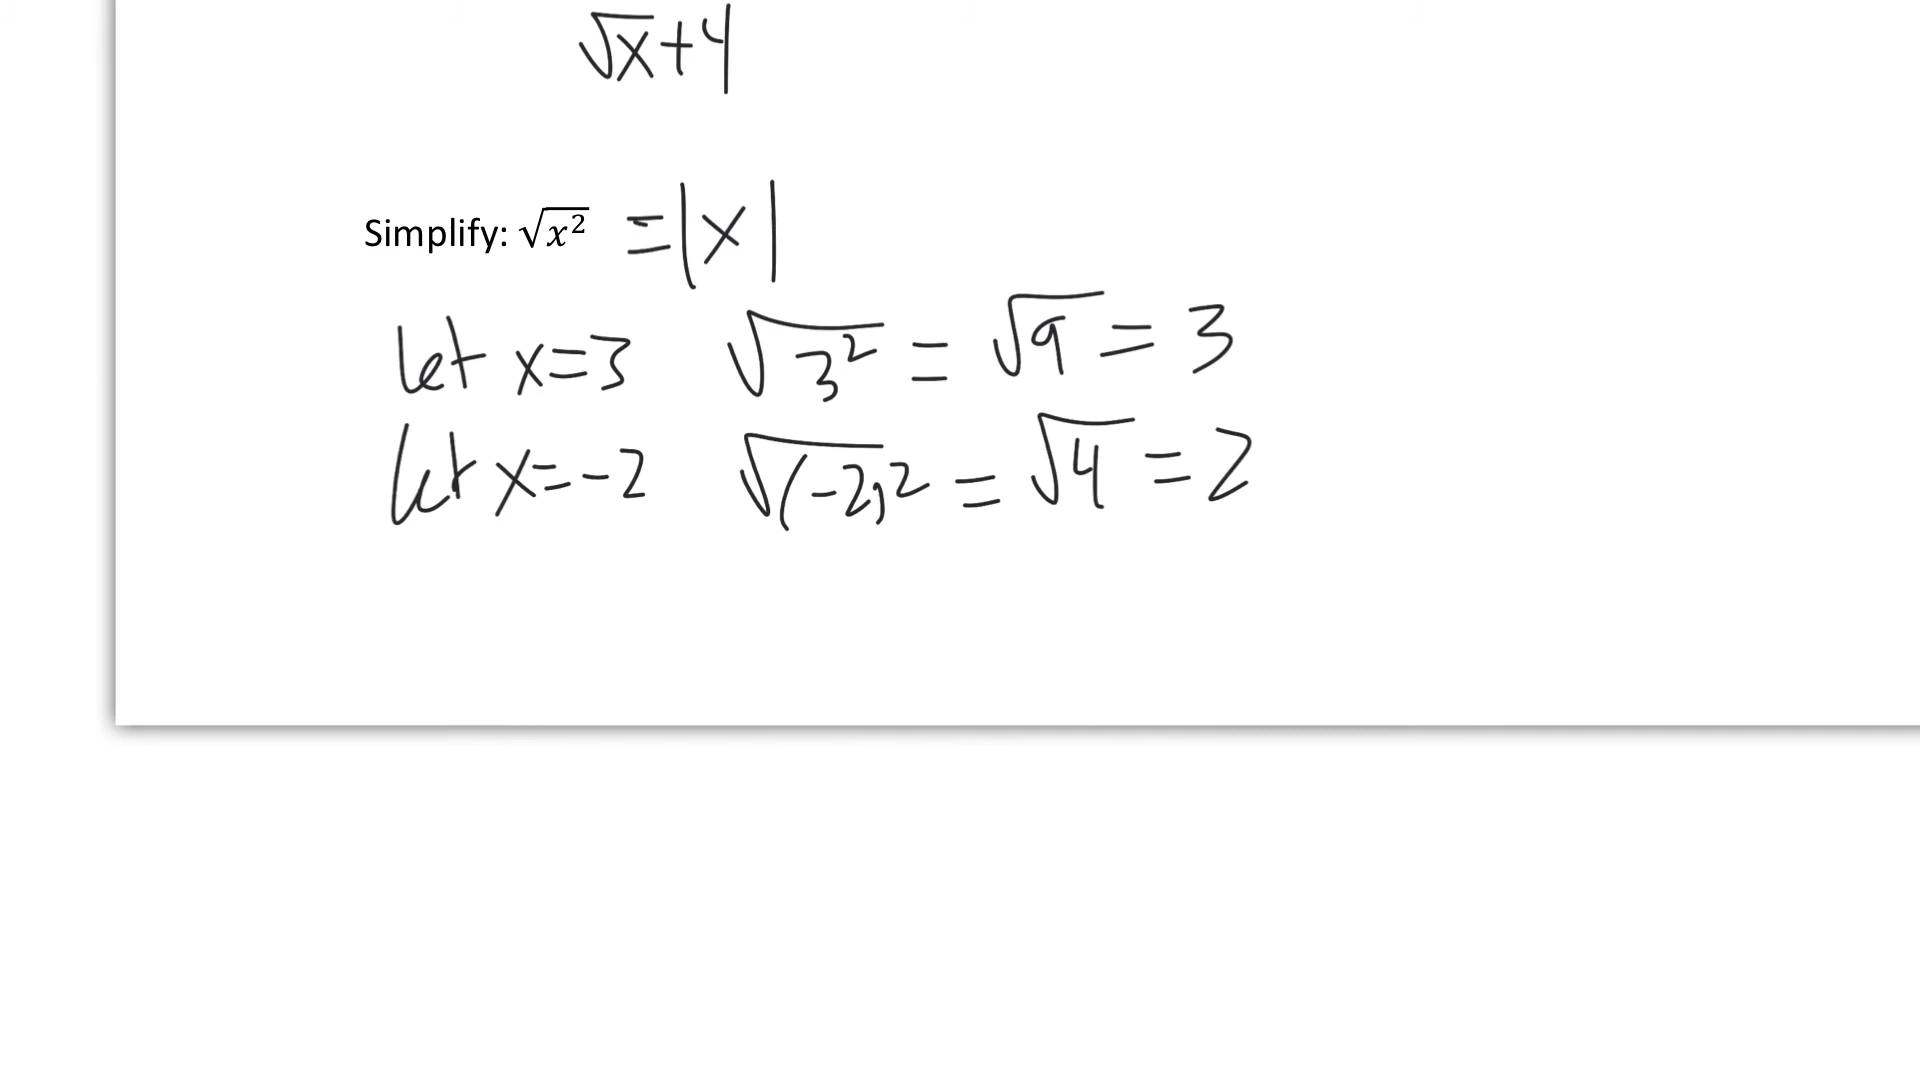 √x+4
Simplify: √x² =|x|
let x=3 √3² = √9 = 3
let x=-2 √(-2)² = √4 = 2